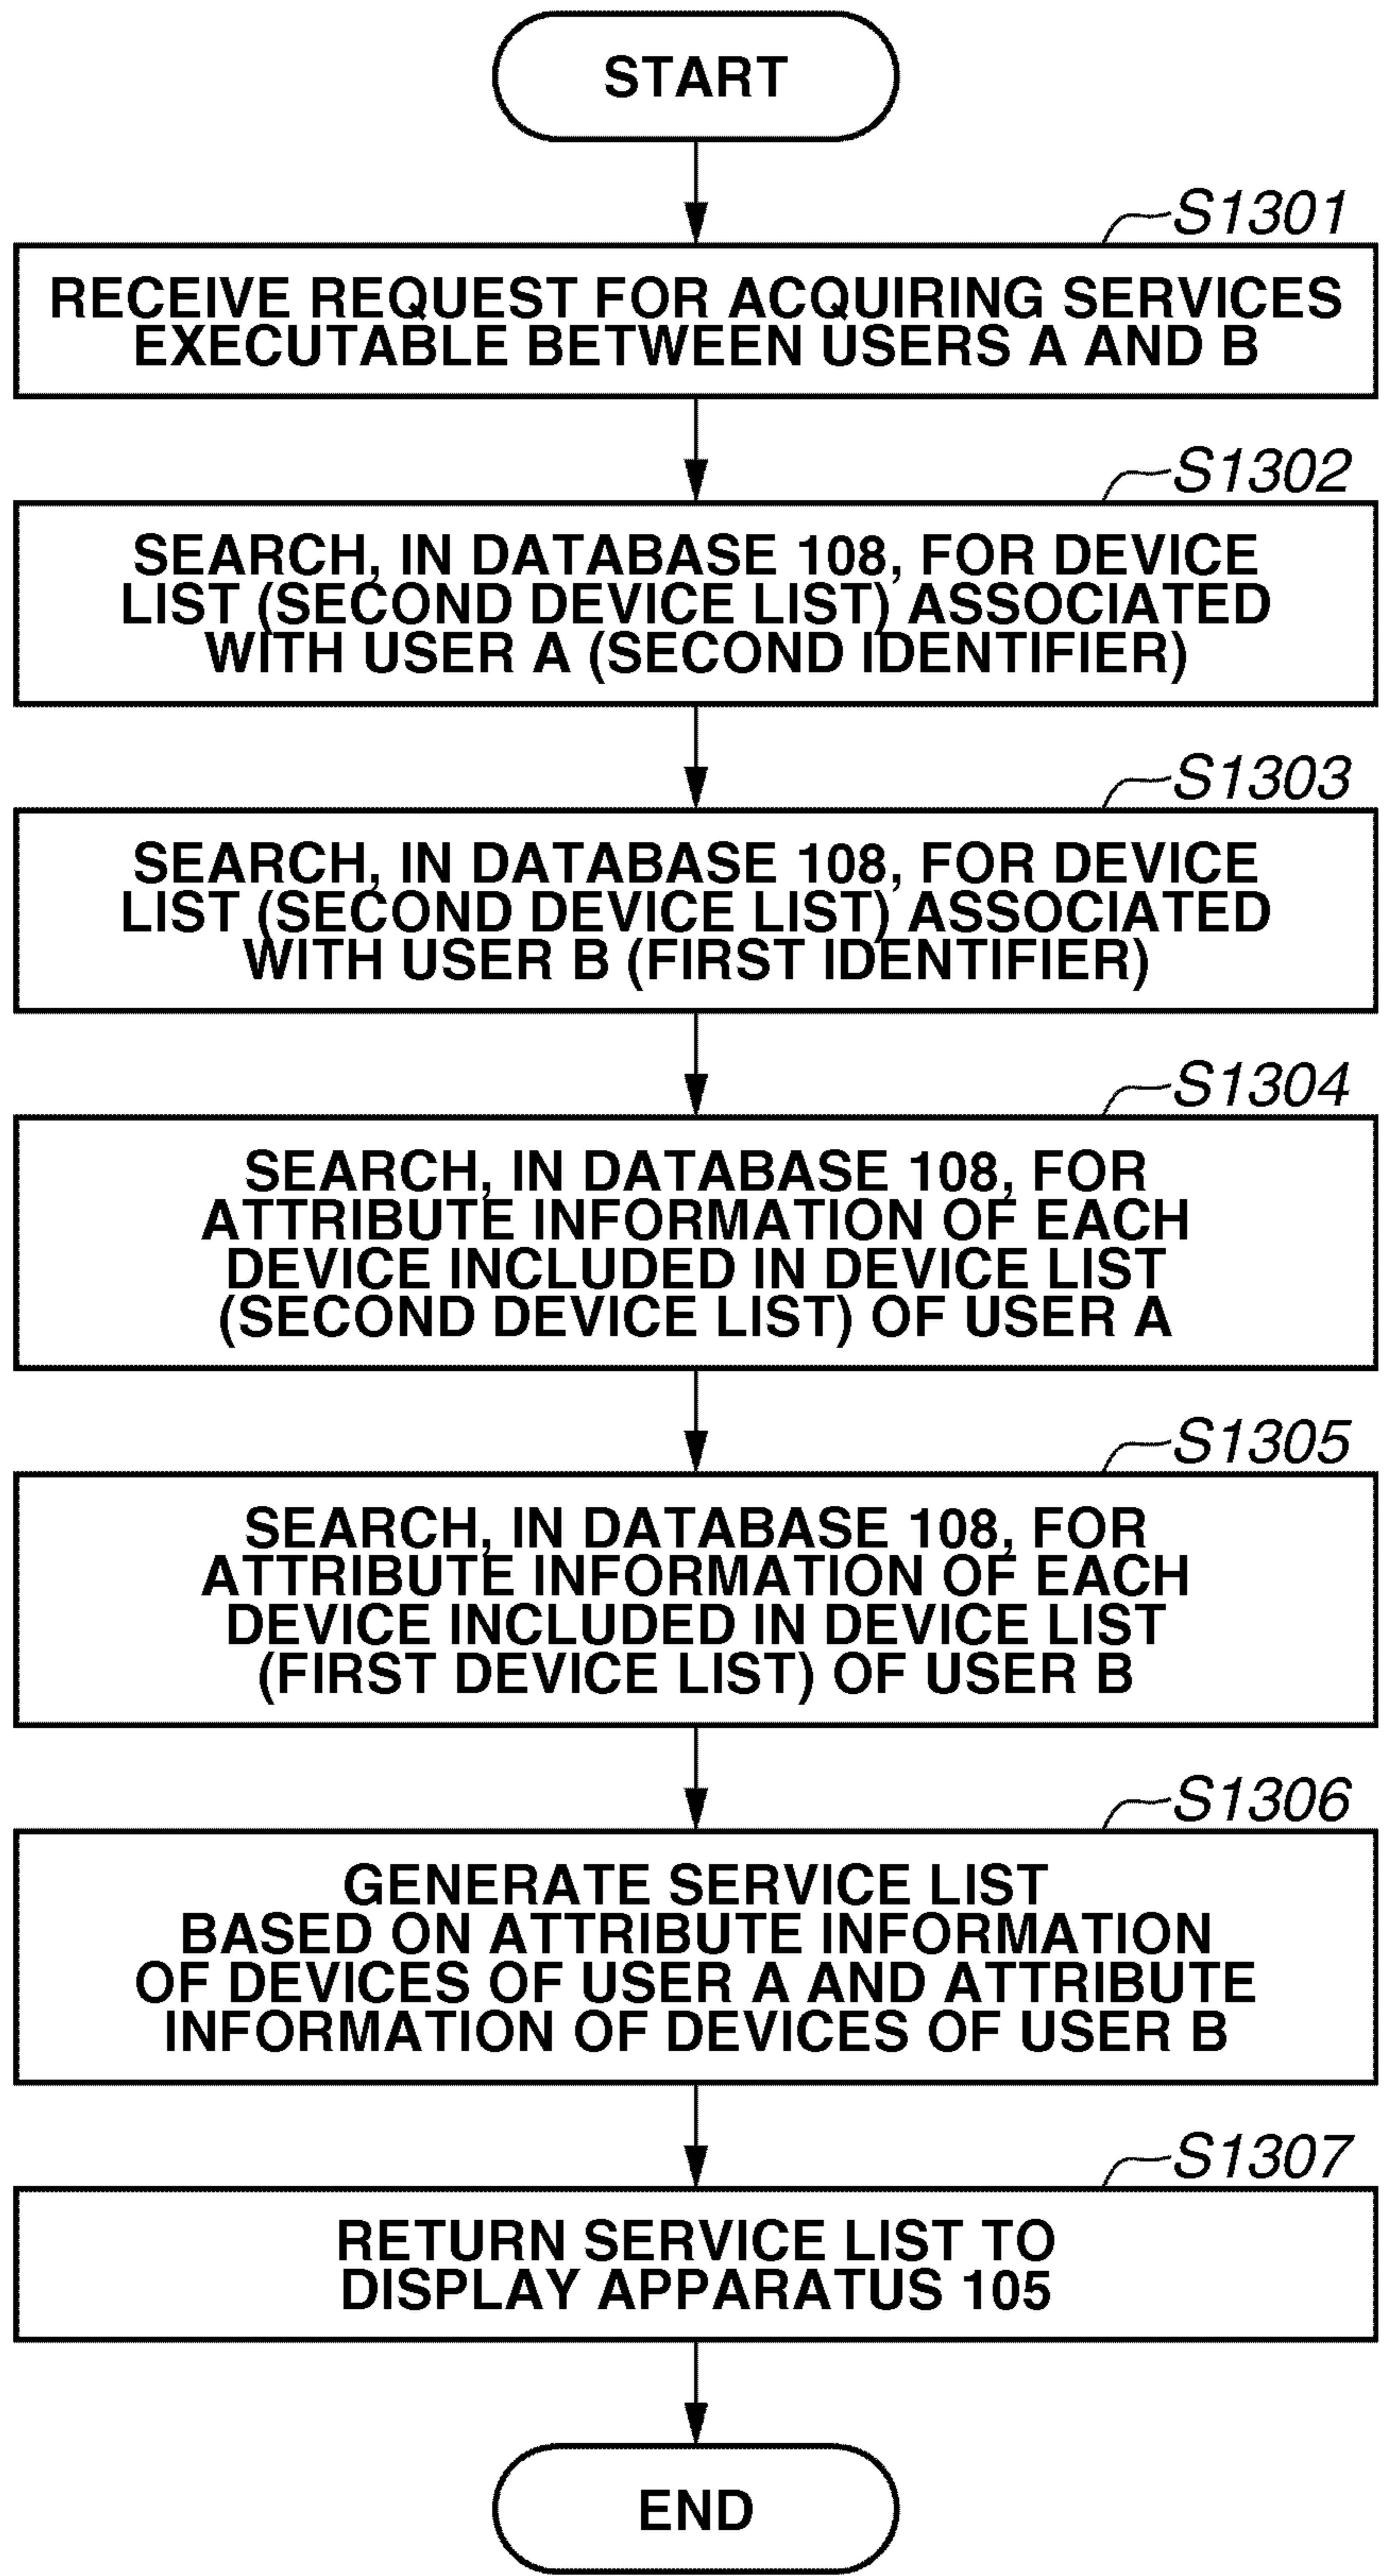 START
S1301
RECEIVE REQUEST FOR ACQUIRING SERVICES
EXECUTABLE BETWEEN USERS A AND B
S1302
SEARCH, IN DATABASE 108, FOR DEVICE
LIST (SECOND DEVICE LIST) ASSOCIATED
WITH USER A (SECOND IDENTIFIER)
S1303
SEARCH, IN DATABASE 108, FOR DEVICE
LIST (SECOND DEVICE LIST) ASSOCIATED
WITH USER B (FIRST IDENTIFIER)
S1304
SEARCH, IN DATABASE 108, FOR
ATTRIBUTE INFORMATION OF EACH
DEVICE INCLUDED IN DEVICE LIST
(SECOND DEVICE LIST) OF USER A
S1305
SEARCH, IN DATABASE 108, FOR
ATTRIBUTE INFORMATION OF EACH
DEVICE INCLUDED IN DEVICE LIST
(FIRST DEVICE LIST) OF USER B
S1306
GENERATE SERVICE LIST
BASED ON ATTRIBUTE INFORMATION
OF DEVICES OF USER A AND ATTRIBUTE
INFORMATION OF DEVICES OF USER B
S1307
RETURN SERVICE LIST TO
DISPLAY APPARATUS 105
END